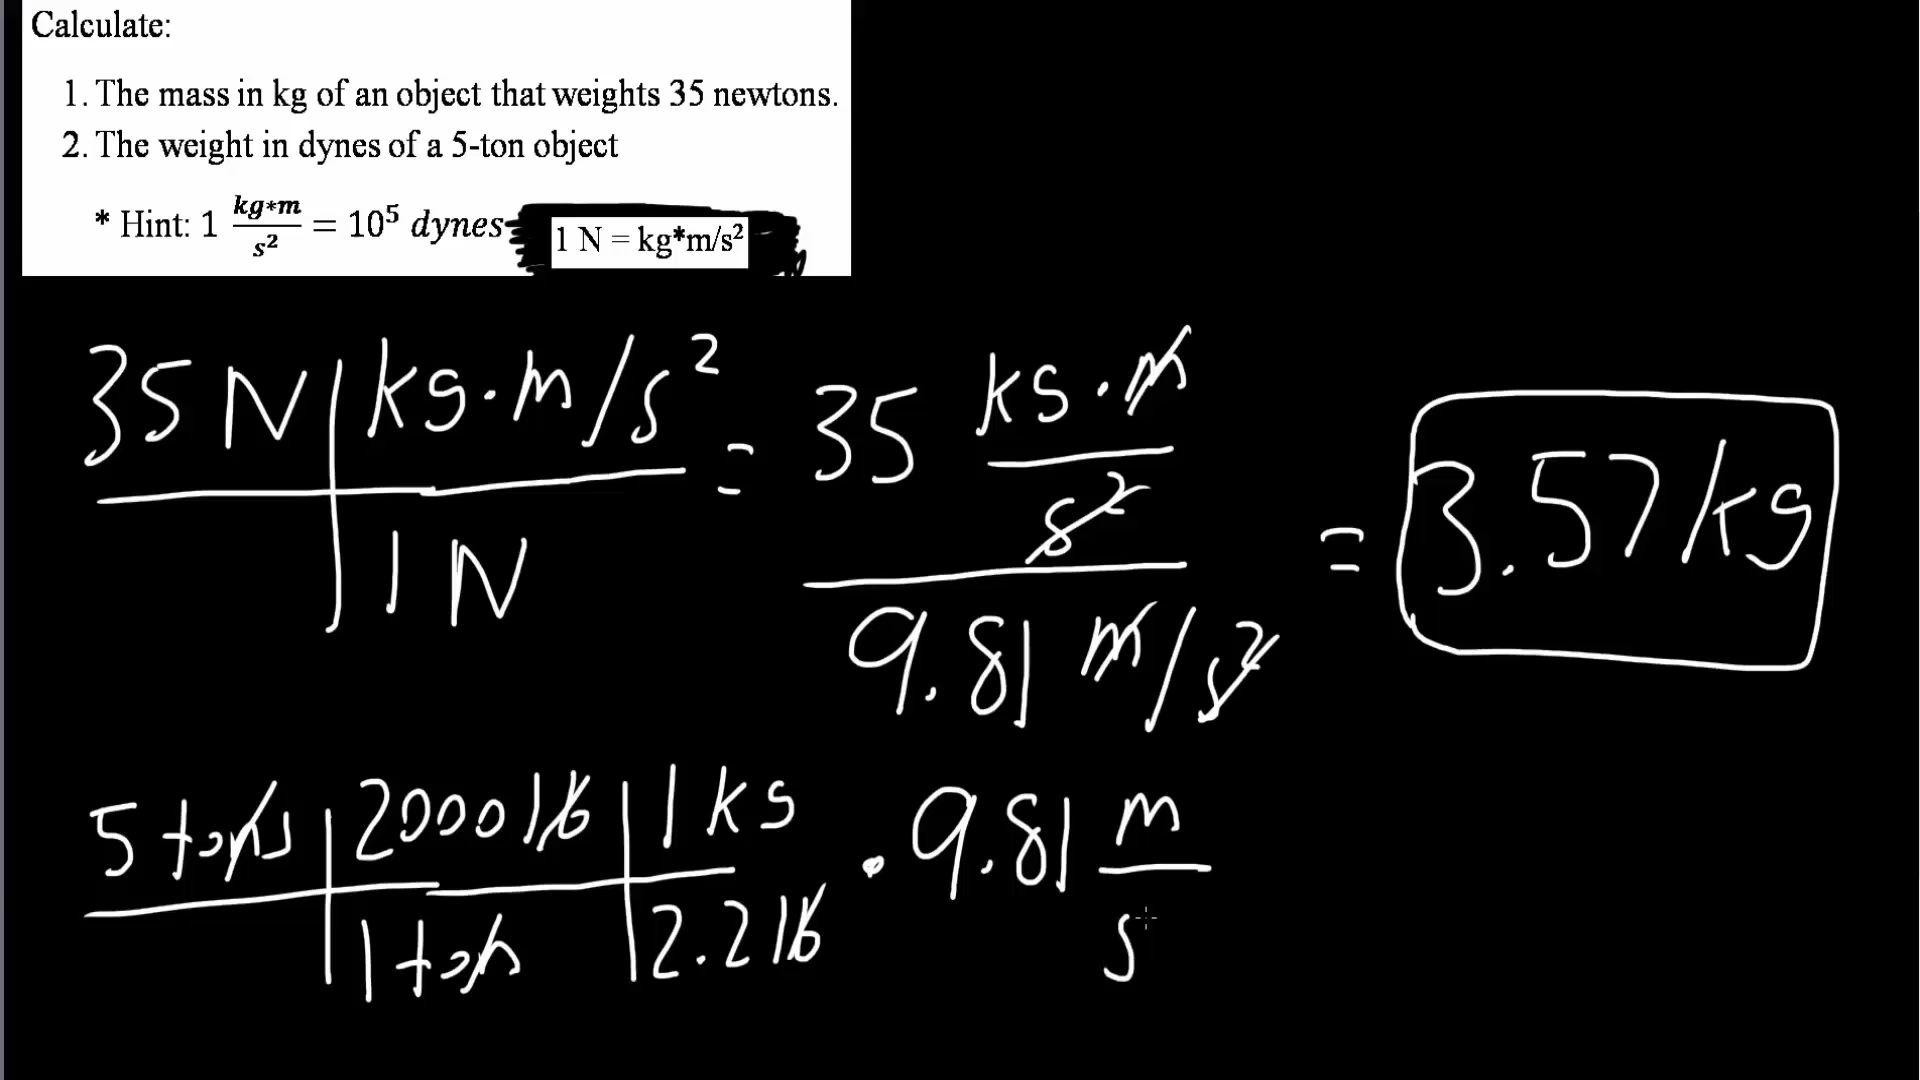 Calculate:
1. The mass in kg of an object that weights 35 newtons.
2. The weight in dynes of a 5-ton object
* Hint: 1 kg*m/s² = 10⁵ dynes
1 N = kg*m/s²
35 N | kg·m/s² = 35 kg·m = 3.57 kg
1 N
s²
9.81 m/s²
5 tons | 2000 lb | 1 kg · 9.81 m
1 ton | 2.2 lb
s